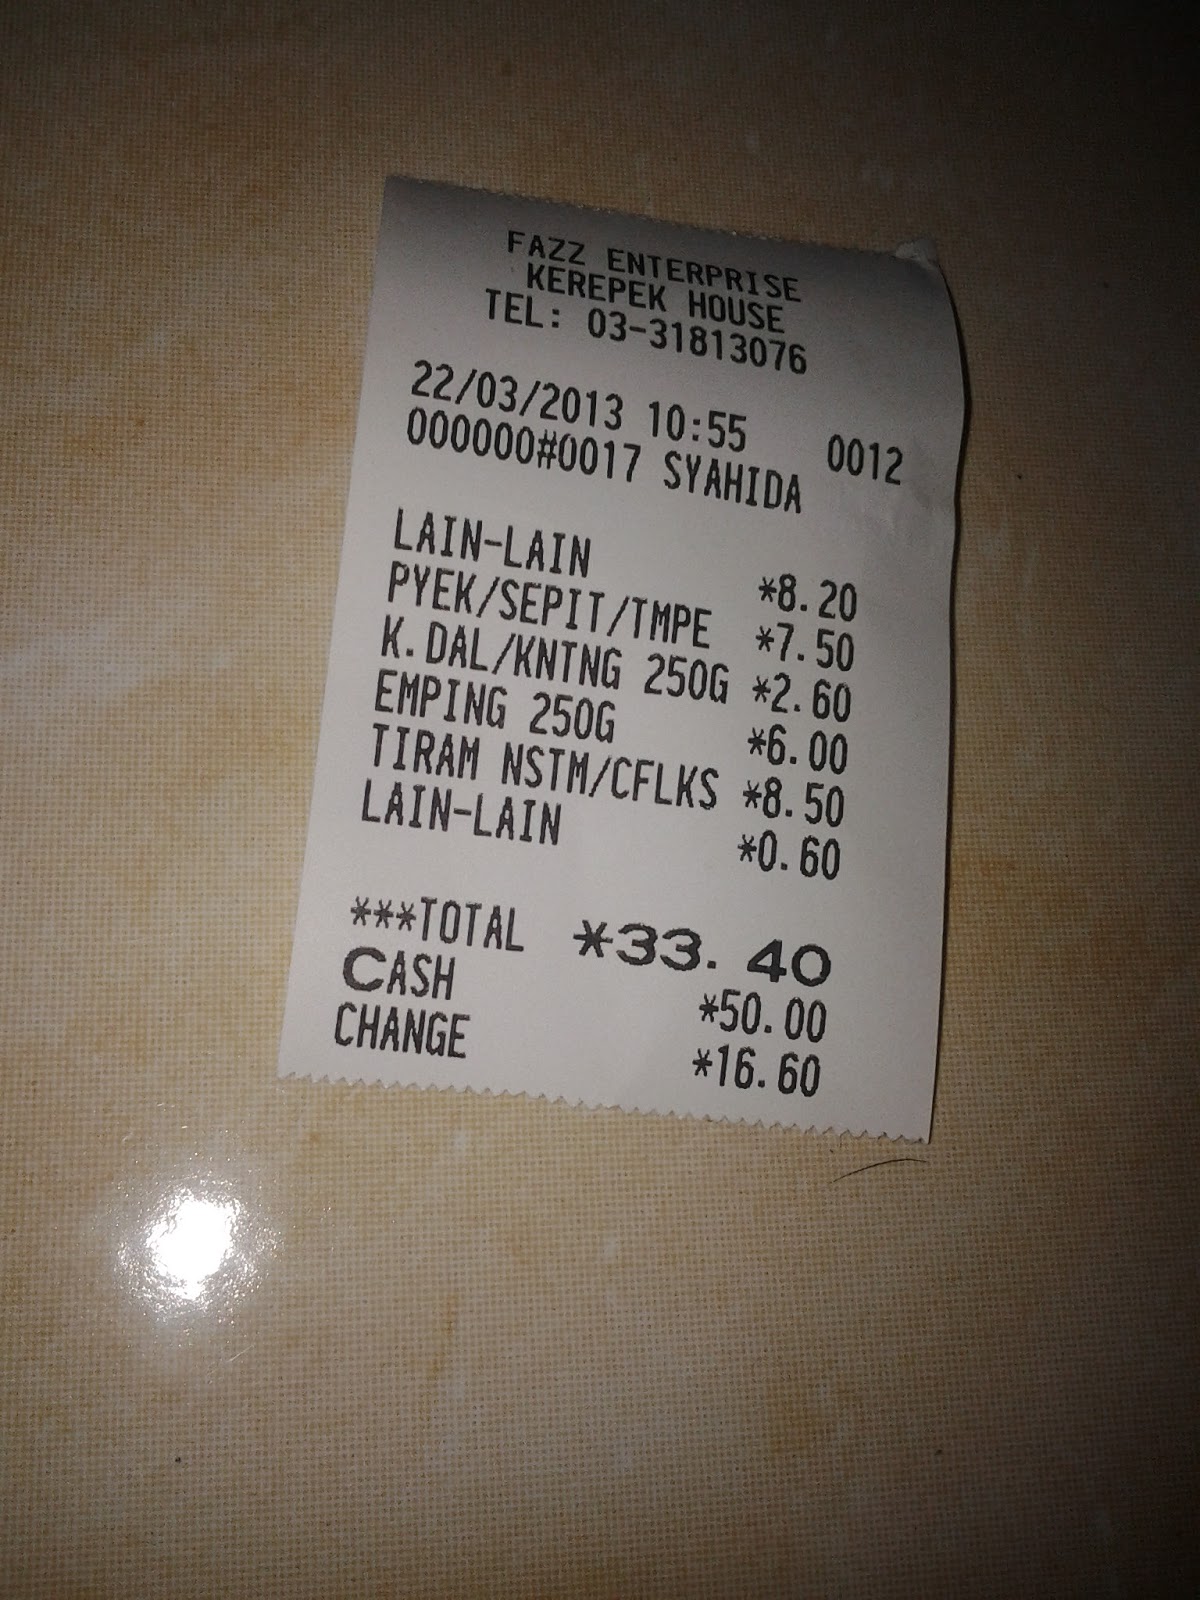 FAZZ ENTERPRISE
KEREPEK HOUSE
TEL: 03-31813076
22/03/2013 10:55 0012
000000#0017 SYAHIDA
LAIN-LAIN *8.20
PYEK/SEPIT/TMPE *7.50
K.DAL/KNTNG 250G *2.60
EMPING 250G *6.00
TIRAM NSTM/CFLKS *8.50
LAIN-LAIN *0.60
***TOTAL *33.40
CASH *50.00
CHANGE *16.60